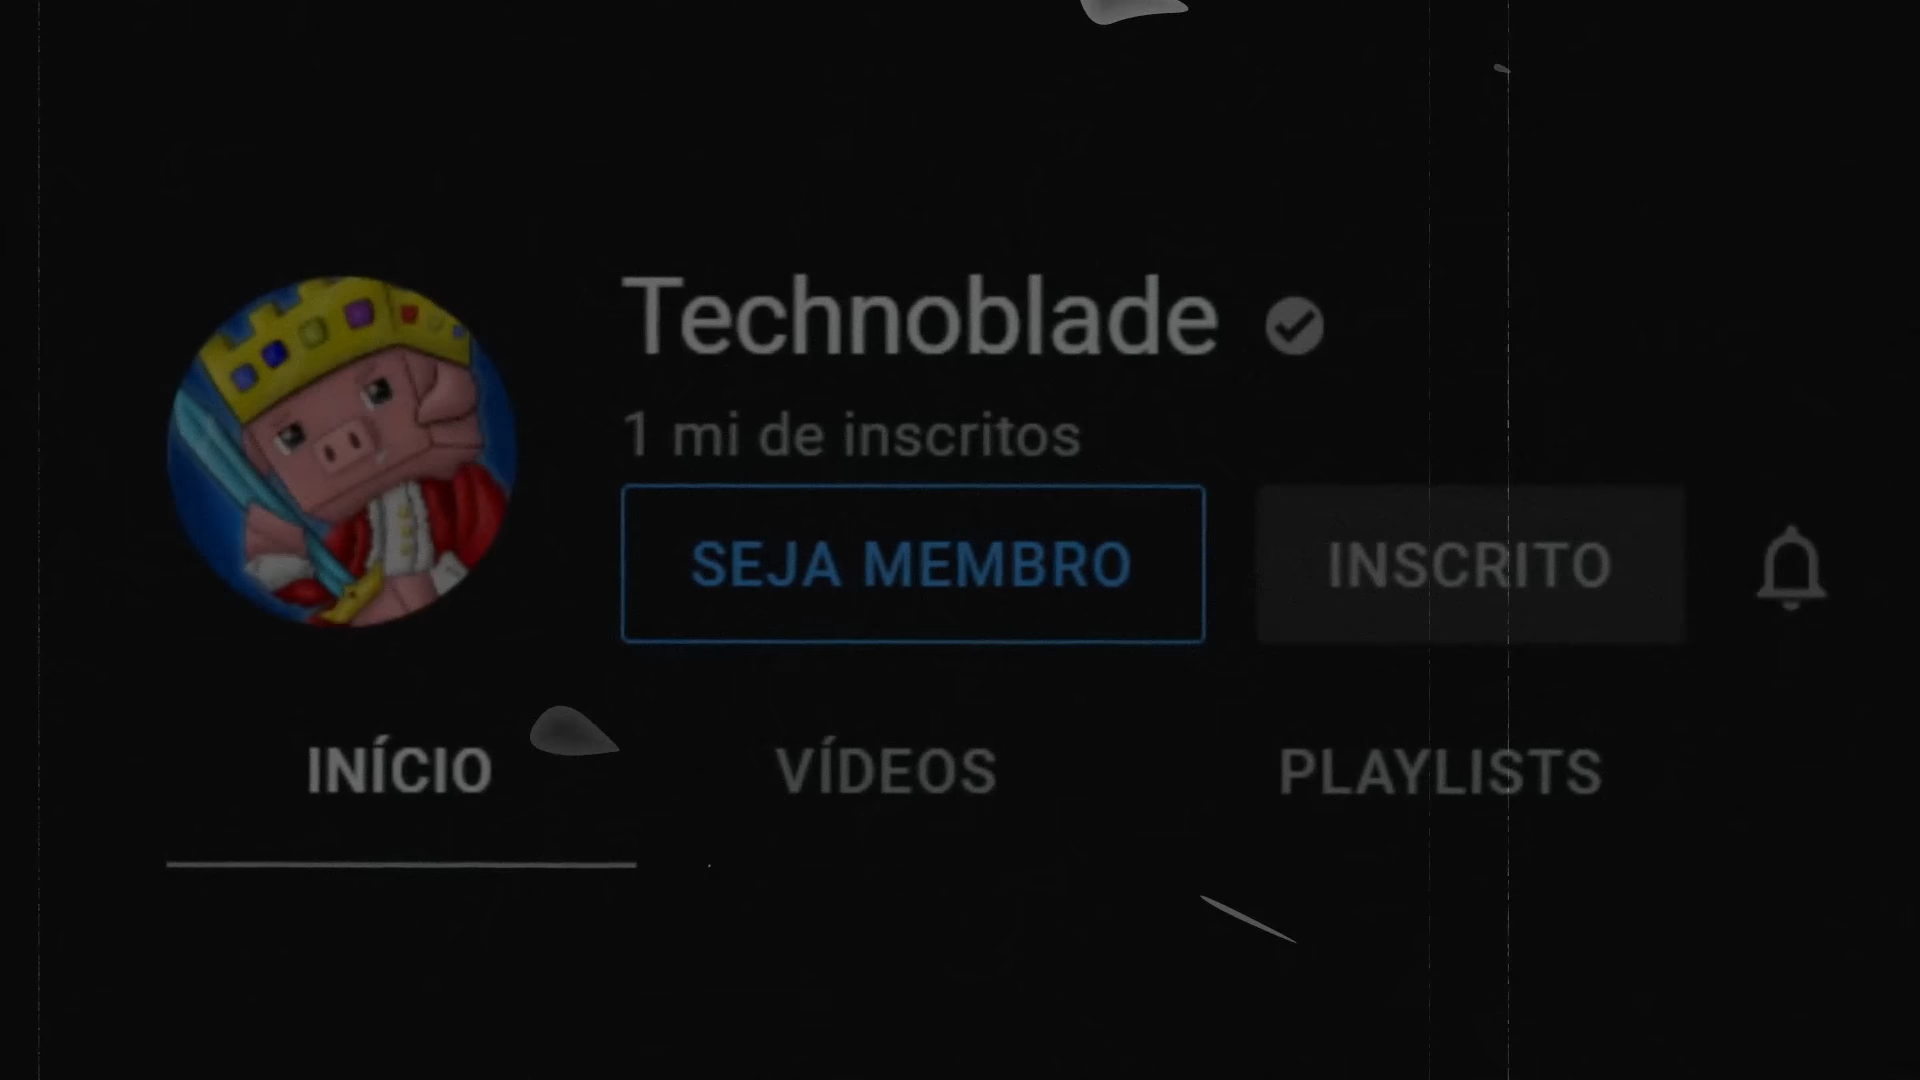 Technoblade
1 mi de inscritos
SEJA MEMBRO
INSCRITO
INÍCIO
VÍDEOS
PLAYLISTS